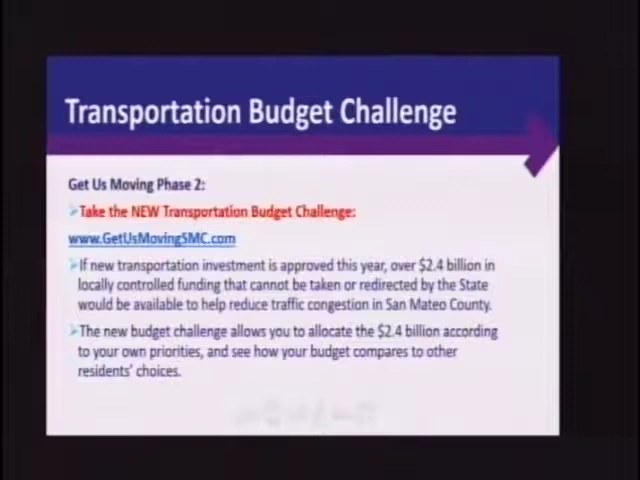 Transportation Budget Challenge
Get Us Moving Phase 2:
Take the NEW Transportation Budget Challenge:
www.GetUsMovingSMC.com
If new transportation investment is approved this year, over $2.4 billion in
locally controlled funding that cannot be taken or redirected by the State
would be available to help reduce traffic congestion in San Mateo County.
The new budget challenge allows you to allocate the $2.4 billion according
to your own priorities, and see how your budget compares to other
residents' choices.